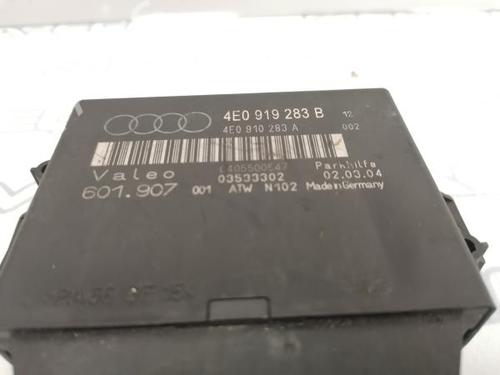 4E0 919 283 B 12
4E0 910 283 A 002
Valeo 03533302 Parkhilfe
601.907 001 ATW N102 02.03.04
Made in Germany